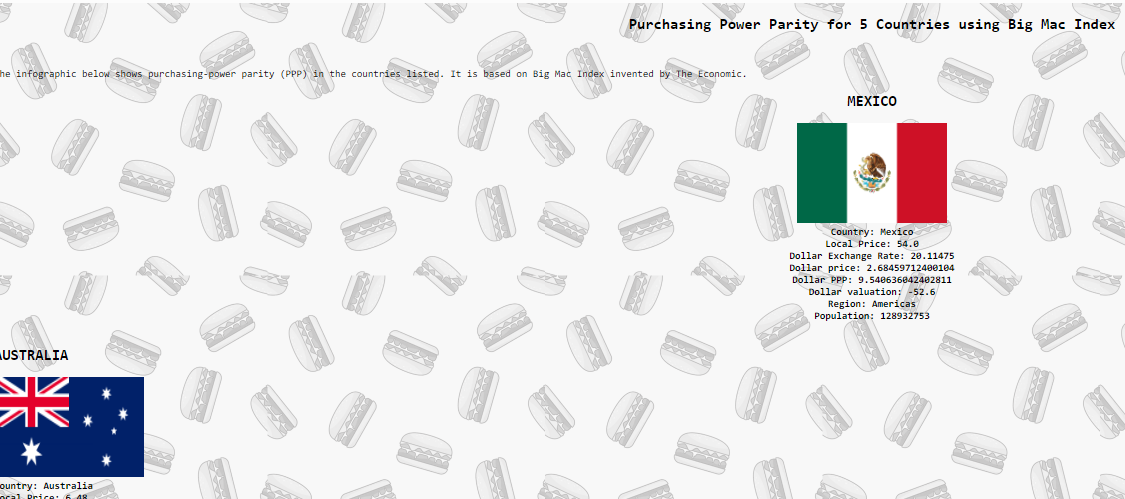 Purchasing Power Parity for 5 Countries using Big Mac Index
he infographic below shows purchasing-power parity (PPP) in the countries listed. It is based on Big Mac Index invented by The Economic.
MEXICO
Country: Mexico
Local Price: 54.0
Dollar Exchange Rate: 20.11475
Dollar price: 2.68459712400104
Dollar PPP: 9.540636042402811
Dollar valuation: -52.6
Region: Americas
Population: 128932753
AUSTRALIA
ountry: Australia
ocal Price: 6.48